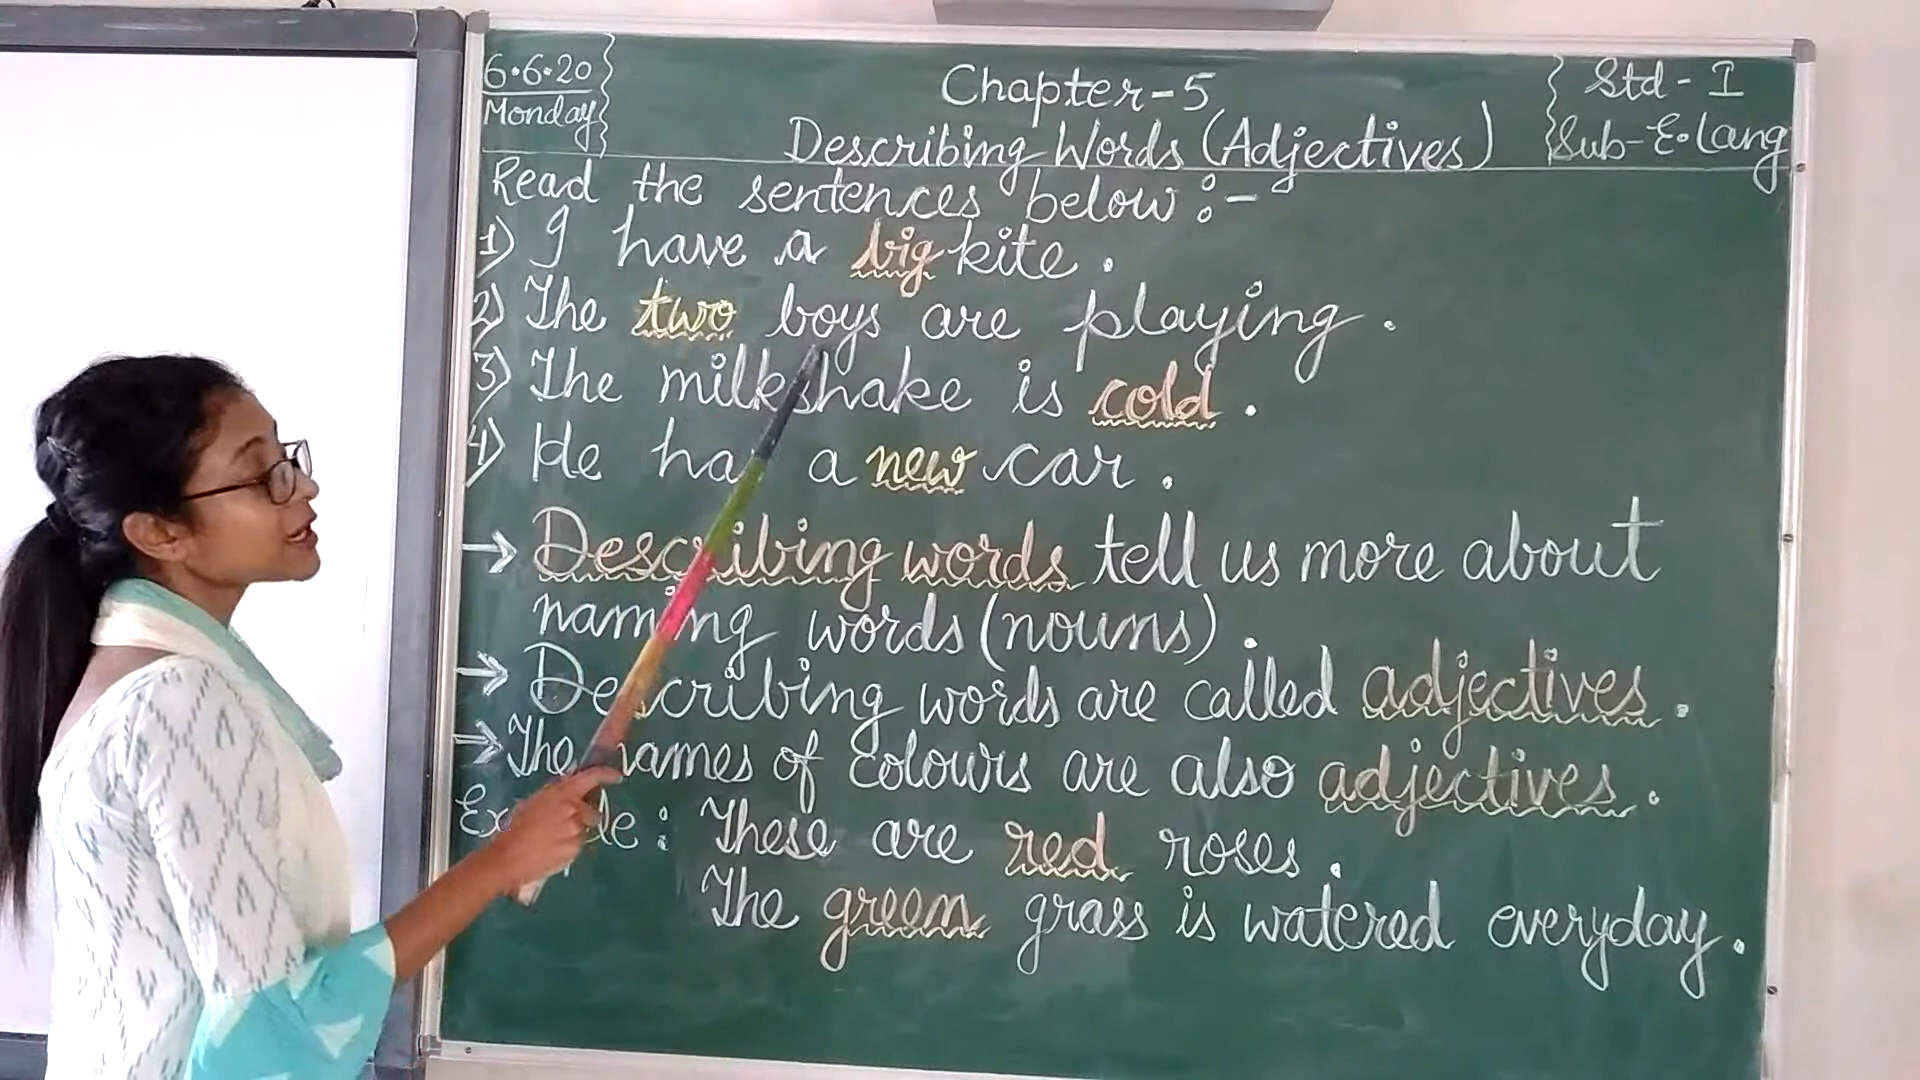 6.6.20
Monday
Chapter-5
Std - I
Describing Words (Adjectives)
Sub-E.Lang
Read the sentences below :-
1) I have a big kite.
2) The two boys are playing.
3) The milkshake is cold.
4) He has a new car.
→ Describing words tell us more about
naming words (nouns).
→ Describing words are called adjectives.
→ The names of colours are also adjectives.
Example: These are red roses.
The green grass is watered everyday.